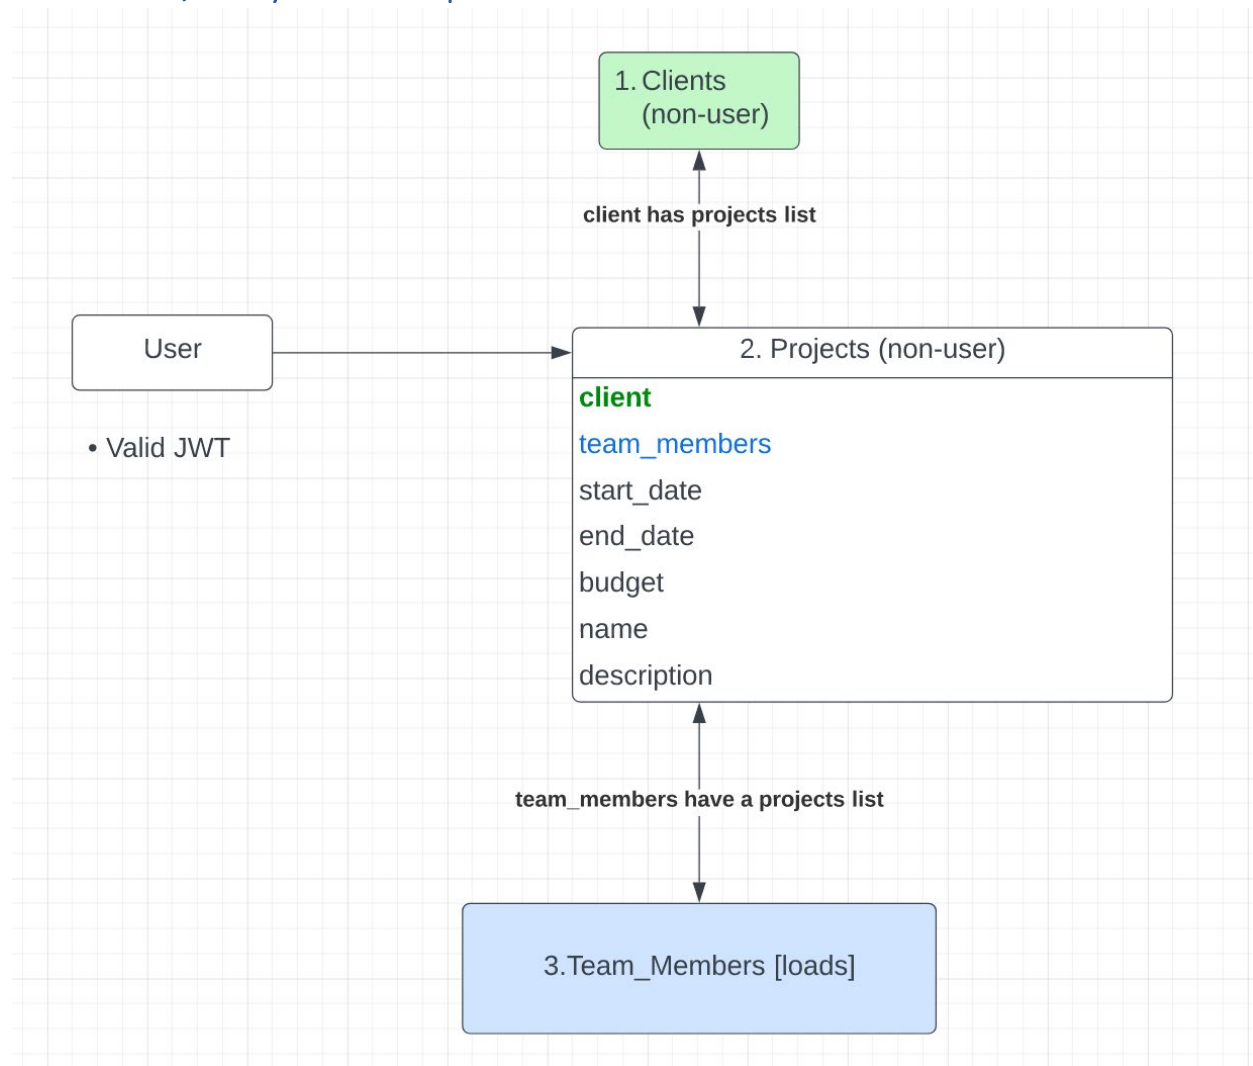 1. Clients
(non-user)
client has projects list
User
2. Projects (non-user)
• Valid JWT
client
team_members
start_date
end_date
budget
name
description
team_members have a projects list
3.Team_Members [loads]